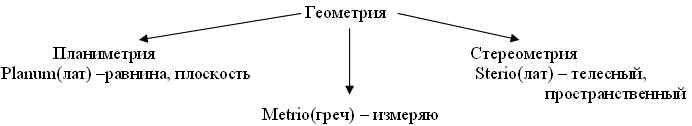 Геометрия
Планиметрия
Planum(лат) –равнина, плоскость
Стереометрия
Sterio(лат) – телесный,
пространственный
Metrio(греч) – измеряю